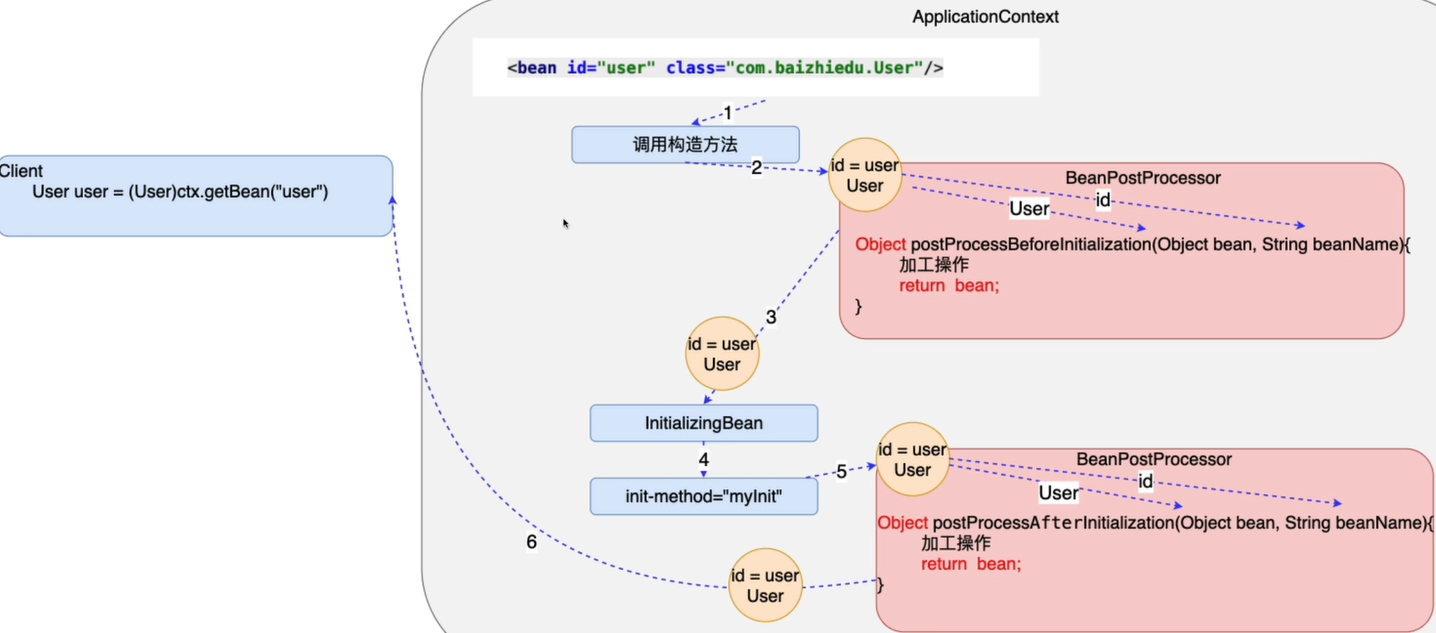 ApplicationContext
<bean id="user" class="com.baizhiedu.User"/>
1
调用构造方法
2
id = user
User
BeanPostProcessor
id
User
Object postProcessBeforeInitialization(Object bean, String beanName){
加工操作
return bean;
}
Client
User user = (User)ctx.getBean("user")
3
id = user
User
InitializingBean
4
init-method="myInit"
5
id = user
User
BeanPostProcessor
id
User
Object postProcessAfterInitialization(Object bean, String beanName){
加工操作
return bean;
}
6
id = user
User